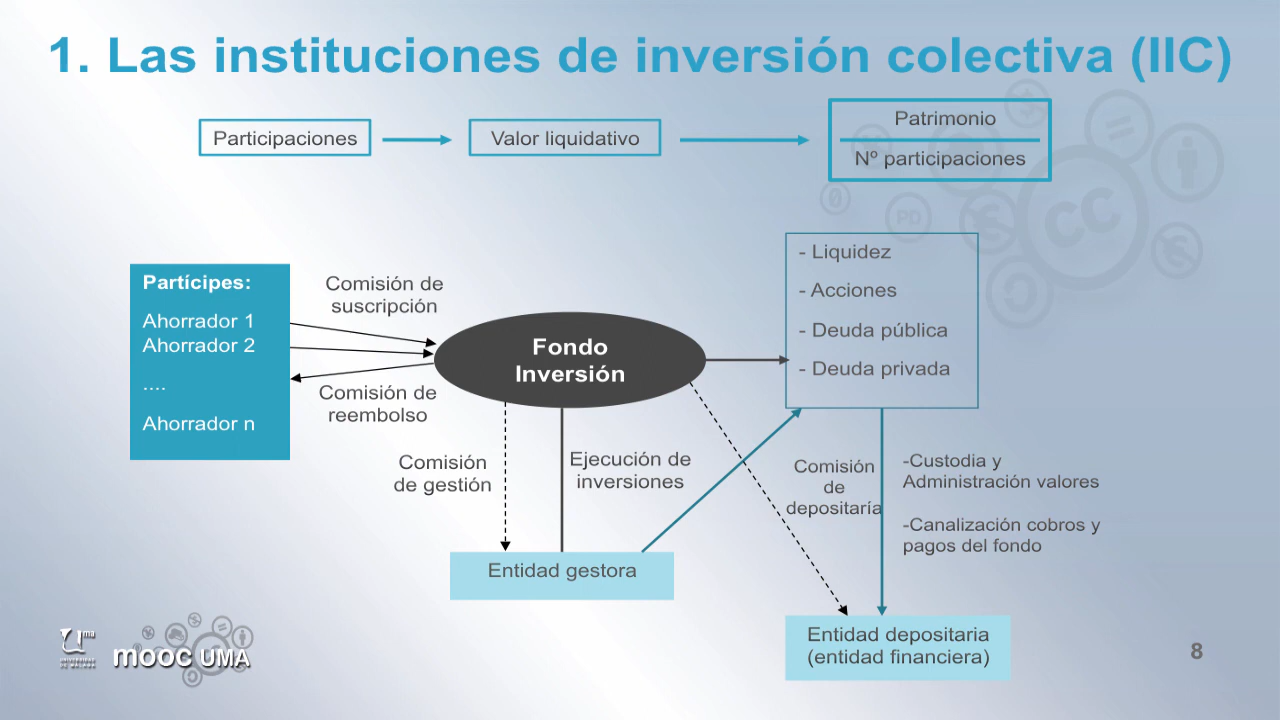 1. Las instituciones de inversión colectiva (IIC)
Participaciones
Valor liquidativo
Patrimonio
Nº participaciones
Partícipes:
Ahorrador 1
Ahorrador 2
....
Ahorrador n
Comisión de
suscripción
Comisión de
reembolso
Fondo
Inversión
- Liquidez
- Acciones
- Deuda pública
- Deuda privada
Comisión
de gestión
Ejecución de
inversiones
Comisión
de
depositaría
-Custodia y
Administración valores
-Canalización cobros y
pagos del fondo
Entidad gestora
Entidad depositaria
(entidad financiera)
PD
CC
uma
mooc UMA
8